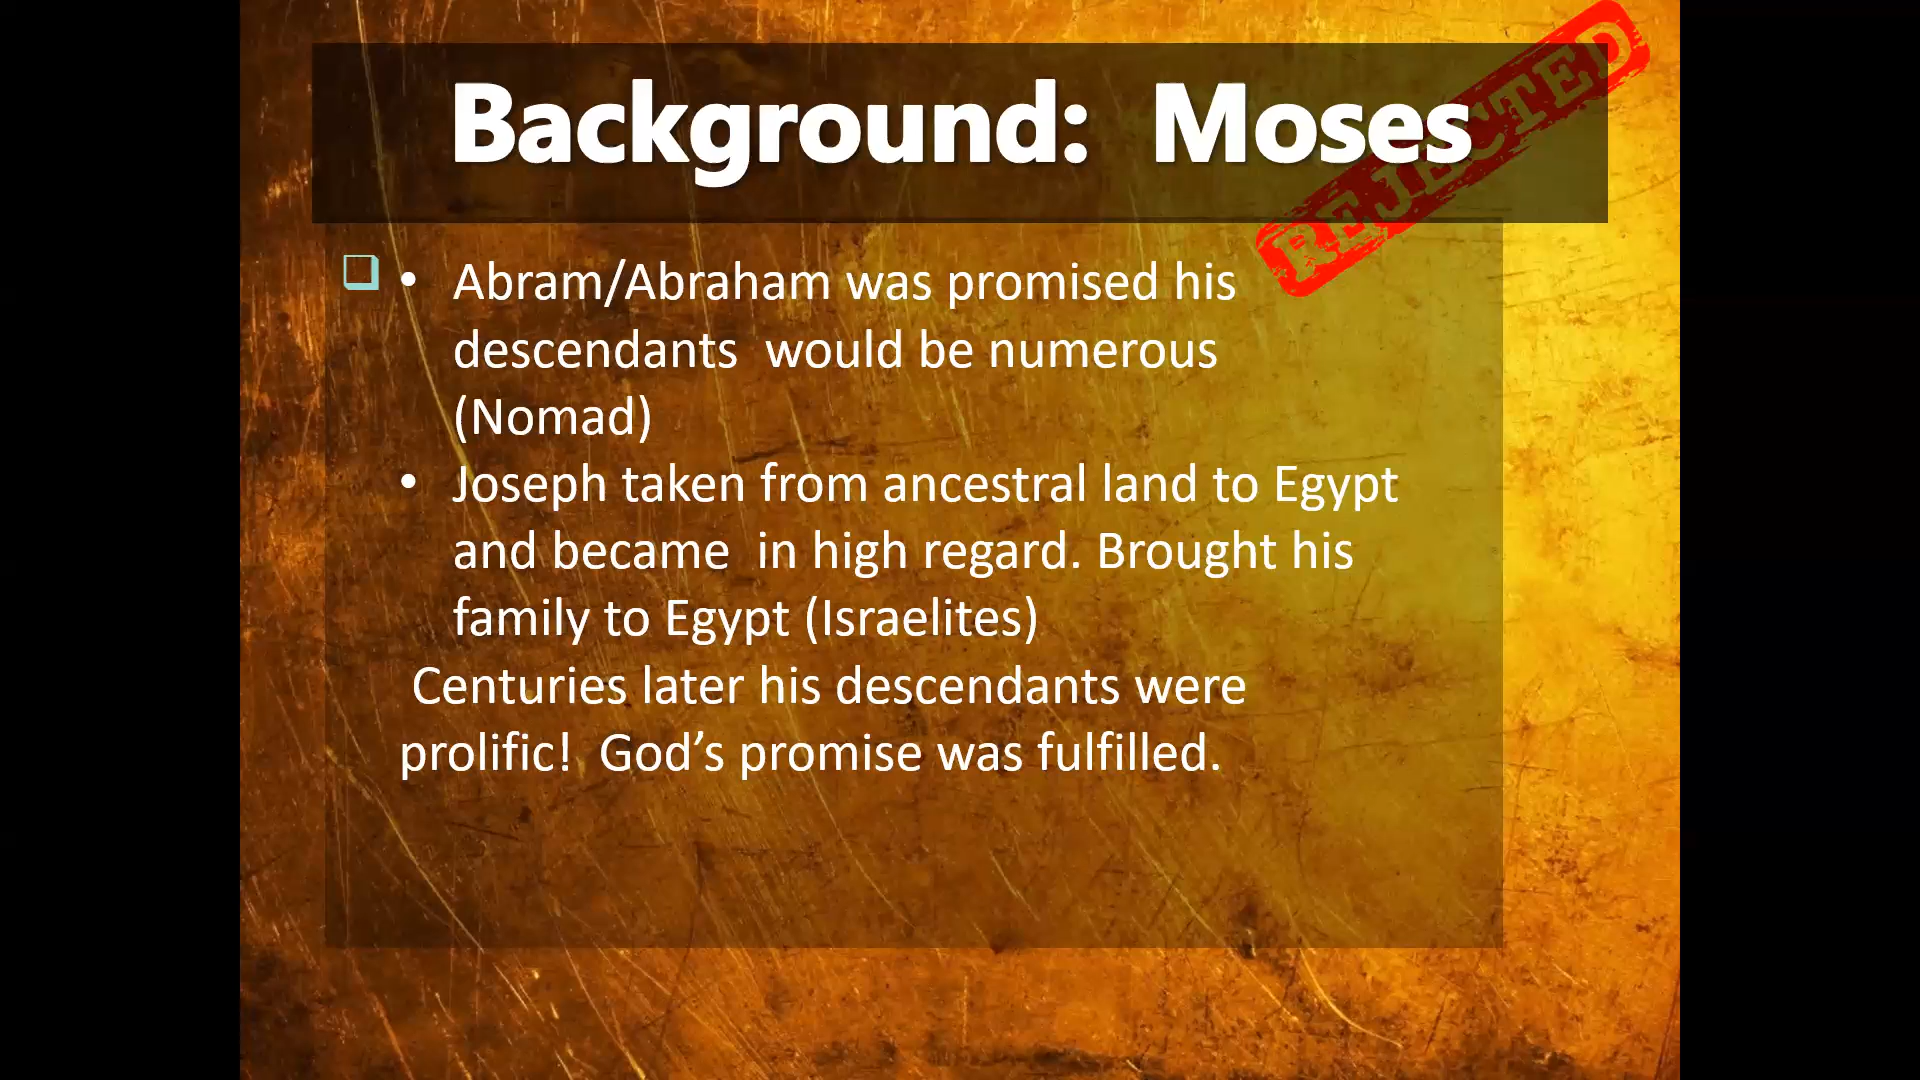 Background: Moses
REJECTED
• Abram/Abraham was promised his
descendants would be numerous
(Nomad)
• Joseph taken from ancestral land to Egypt
and became in high regard. Brought his
family to Egypt (Israelites)
Centuries later his descendants were
prolific! God’s promise was fulfilled.